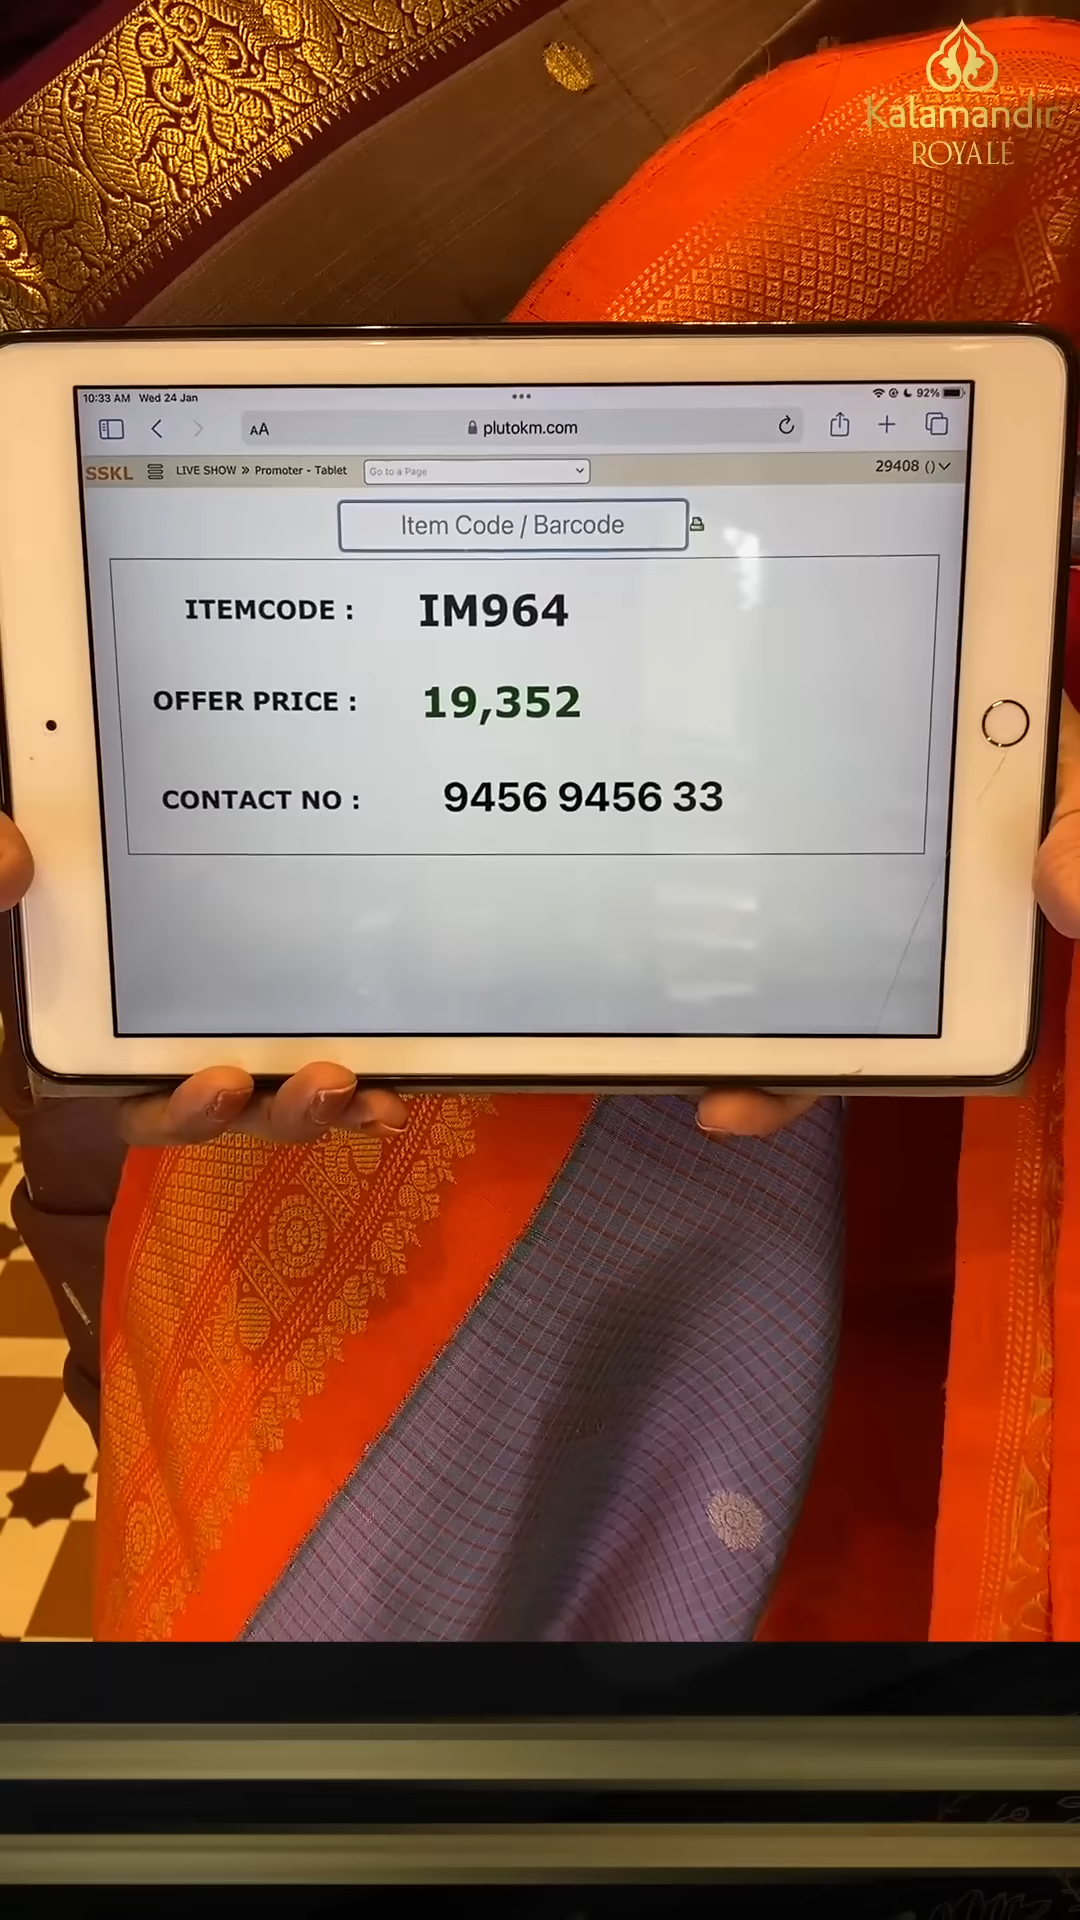 Kalamandir
ROYALE
10:33 AM Wed 24 Jan
92%
AA
plutokm.com
SSKL
LIVE SHOW » Promoter - Tablet
Go to a Page
29408 ()
Item Code / Barcode
ITEMCODE : IM964
OFFER PRICE : 19,352
CONTACT NO : 9456 9456 33